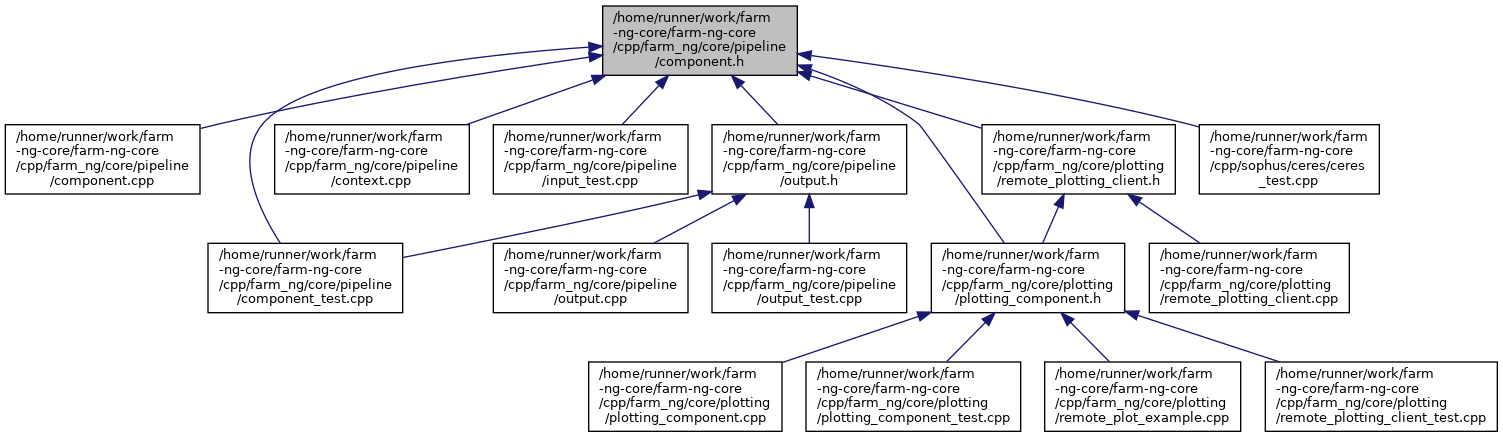 /home/runner/work/farm
-ng-core/farm-ng-core
/cpp/farm_ng/core/pipeline
/component.h
/home/runner/work/farm
-ng-core/farm-ng-core
/cpp/farm_ng/core/pipeline
/component.cpp
/home/runner/work/farm
-ng-core/farm-ng-core
/cpp/farm_ng/core/pipeline
/context.cpp
/home/runner/work/farm
-ng-core/farm-ng-core
/cpp/farm_ng/core/pipeline
/input_test.cpp
/home/runner/work/farm
-ng-core/farm-ng-core
/cpp/farm_ng/core/pipeline
/output.h
/home/runner/work/farm
-ng-core/farm-ng-core
/cpp/farm_ng/core/plotting
/remote_plotting_client.h
/home/runner/work/farm
-ng-core/farm-ng-core
/cpp/sophus/ceres/ceres
_test.cpp
/home/runner/work/farm
-ng-core/farm-ng-core
/cpp/farm_ng/core/pipeline
/component_test.cpp
/home/runner/work/farm
-ng-core/farm-ng-core
/cpp/farm_ng/core/pipeline
/output.cpp
/home/runner/work/farm
-ng-core/farm-ng-core
/cpp/farm_ng/core/pipeline
/output_test.cpp
/home/runner/work/farm
-ng-core/farm-ng-core
/cpp/farm_ng/core/plotting
/plotting_component.h
/home/runner/work/farm
-ng-core/farm-ng-core
/cpp/farm_ng/core/plotting
/remote_plotting_client.cpp
/home/runner/work/farm
-ng-core/farm-ng-core
/cpp/farm_ng/core/plotting
/plotting_component.cpp
/home/runner/work/farm
-ng-core/farm-ng-core
/cpp/farm_ng/core/plotting
/plotting_component_test.cpp
/home/runner/work/farm
-ng-core/farm-ng-core
/cpp/farm_ng/core/plotting
/remote_plot_example.cpp
/home/runner/work/farm
-ng-core/farm-ng-core
/cpp/farm_ng/core/plotting
/remote_plotting_client_test.cpp